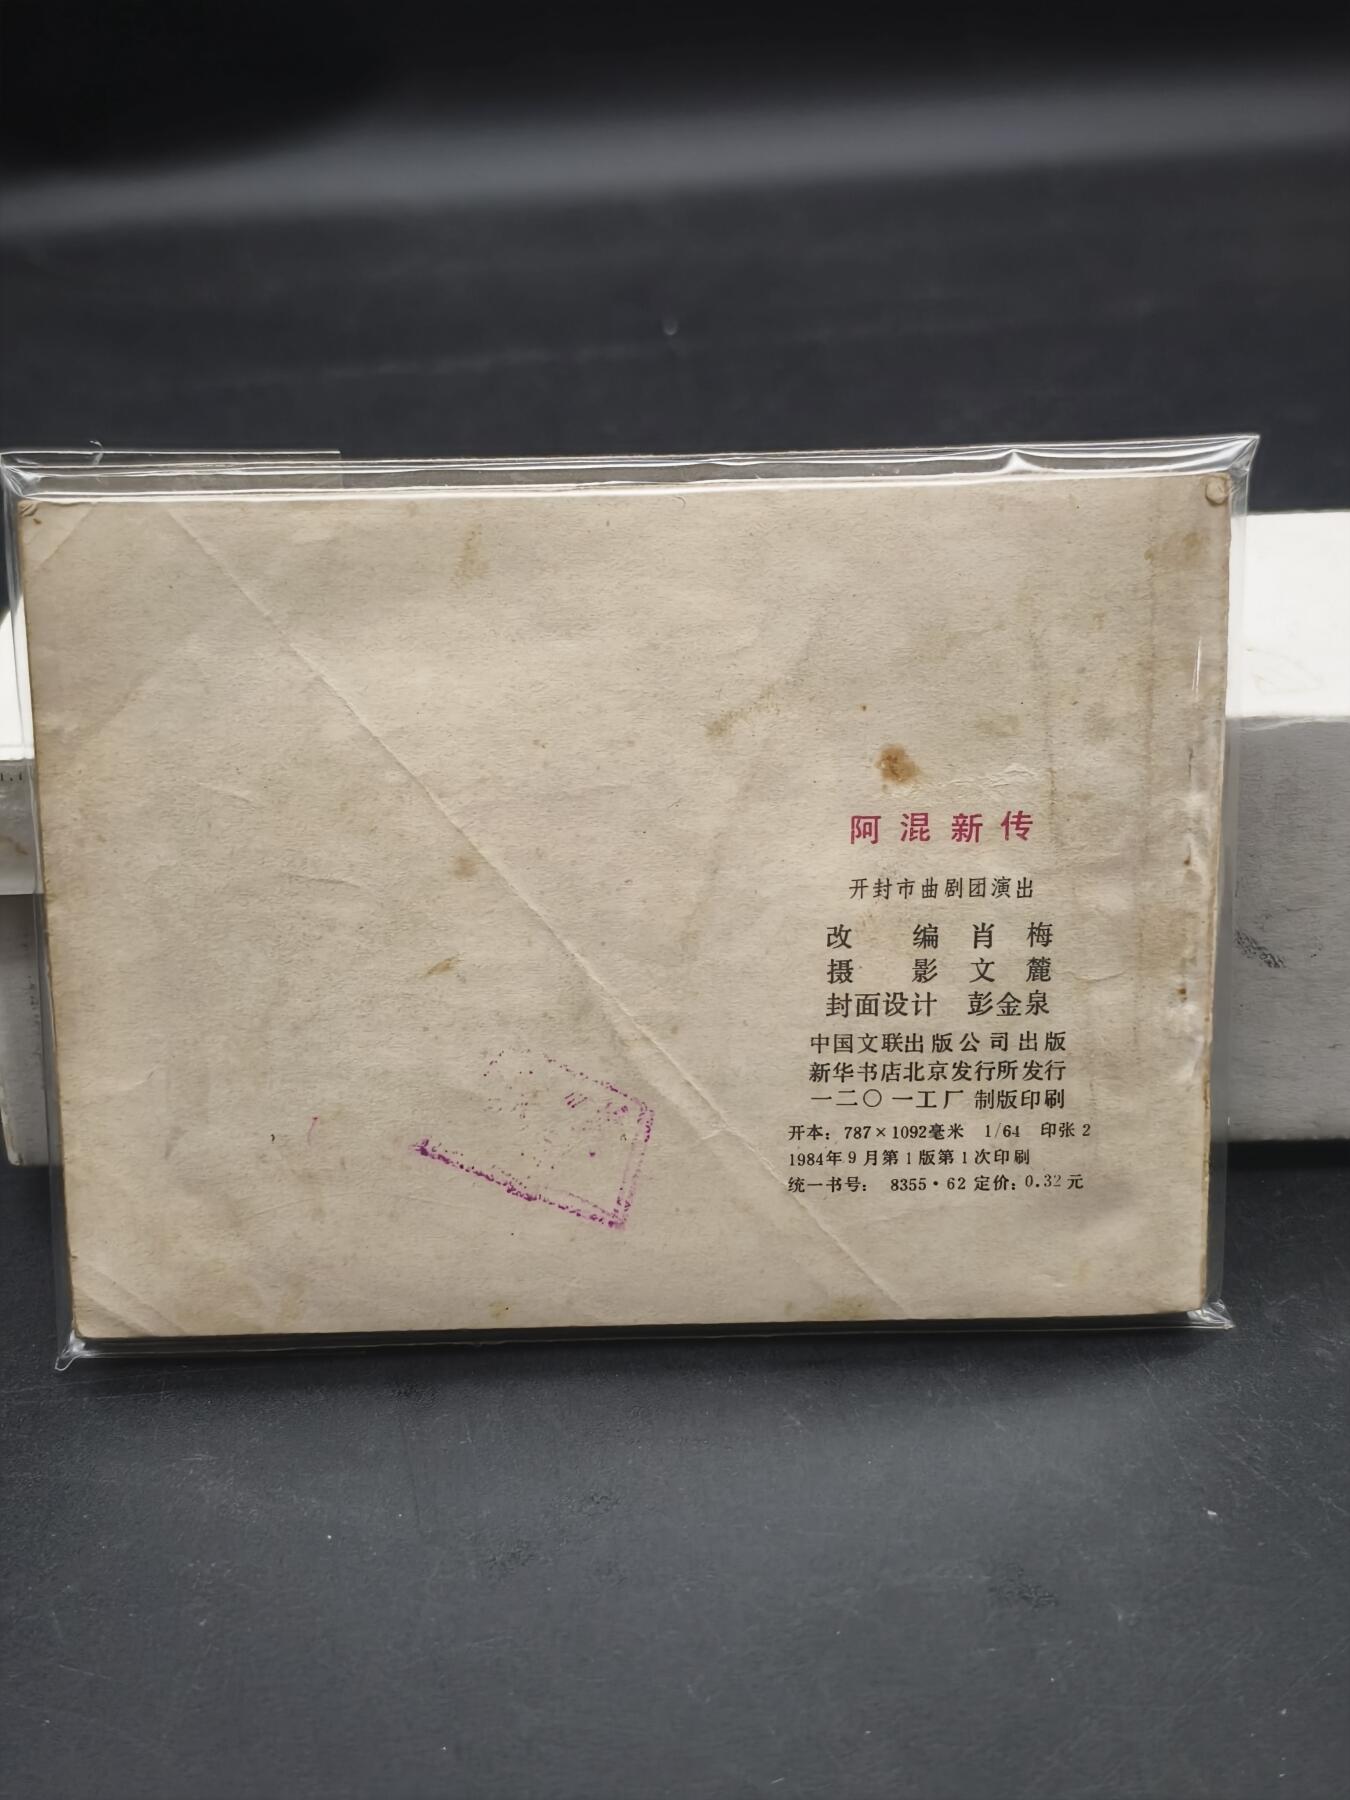 阿混新传
开封市曲剧团演出
改编 肖梅
摄影 文麓
封面设计 彭金泉
中国文联出版公司出版
新华书店北京发行所发行
一二〇一工厂 制版印刷
开本：787×1092毫米 1/64 印张2
1984年9月第1版第1次印刷
统一书号：8355·62 定价：0.32元